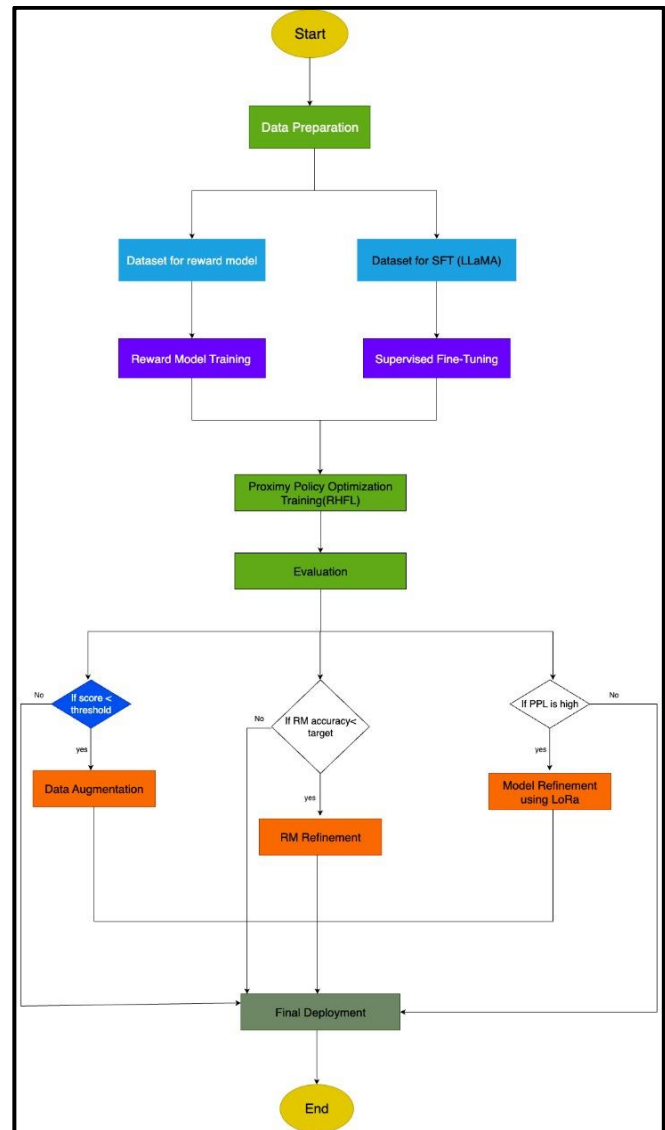 Start
Data Preparation
Dataset for reward model
Dataset for SFT (LLaMA)
Reward Model Training
Supervised Fine-Tuning
Proximy Policy Optimization
Training(RHFL)
Evaluation
No
If score <
threshold
No
If RM accuracy<
target
If PPL is high
No
yes
yes
yes
Data Augmentation
RM Refinement
Model Refinement
using LoRa
Final Deployment
End